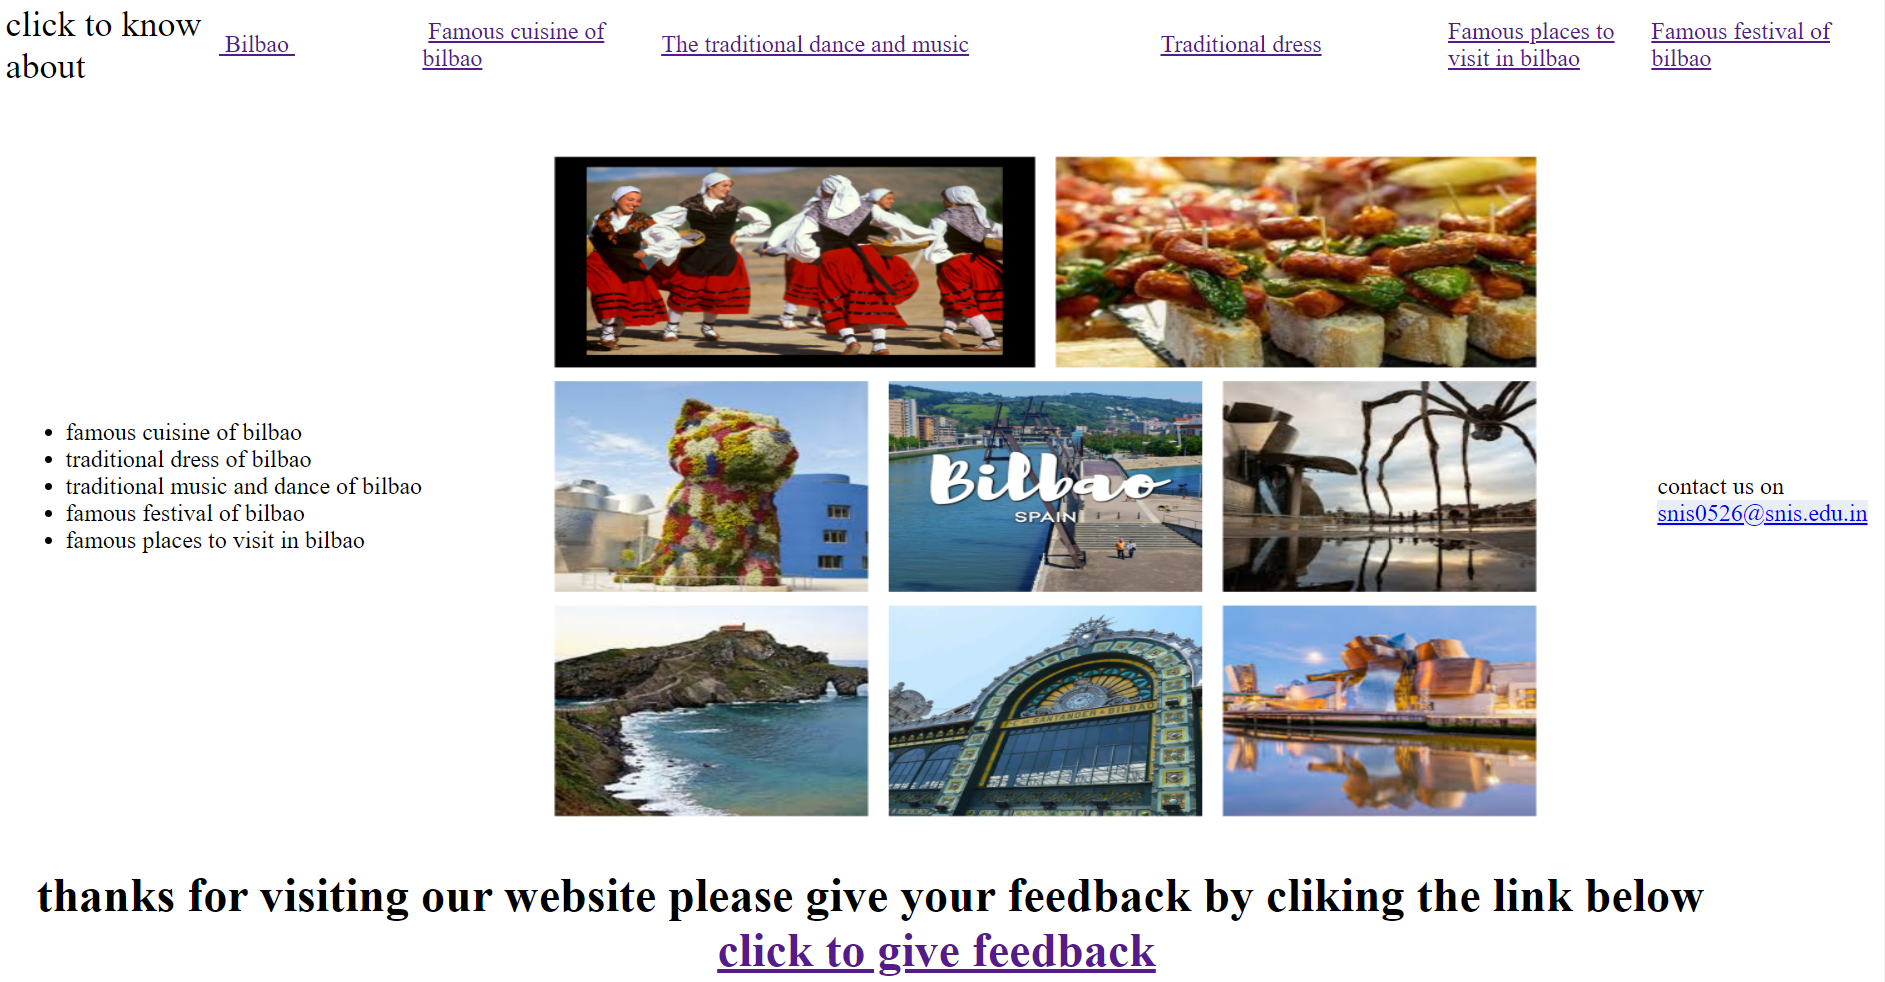 click to know
about
Bilbao
Famous cuisine of
bilbao
The traditional dance and music
Traditional dress
Famous places to
visit in bilbao
Famous festival of
bilbao
famous cuisine of bilbao
traditional dress of bilbao
traditional music and dance of bilbao
famous festival of bilbao
famous places to visit in bilbao
Bilbao
SPAIN
DE SANTANDER A BILBAO
contact us on
snis0526@snis.edu.in
thanks for visiting our website please give your feedback by cliking the link below
click to give feedback